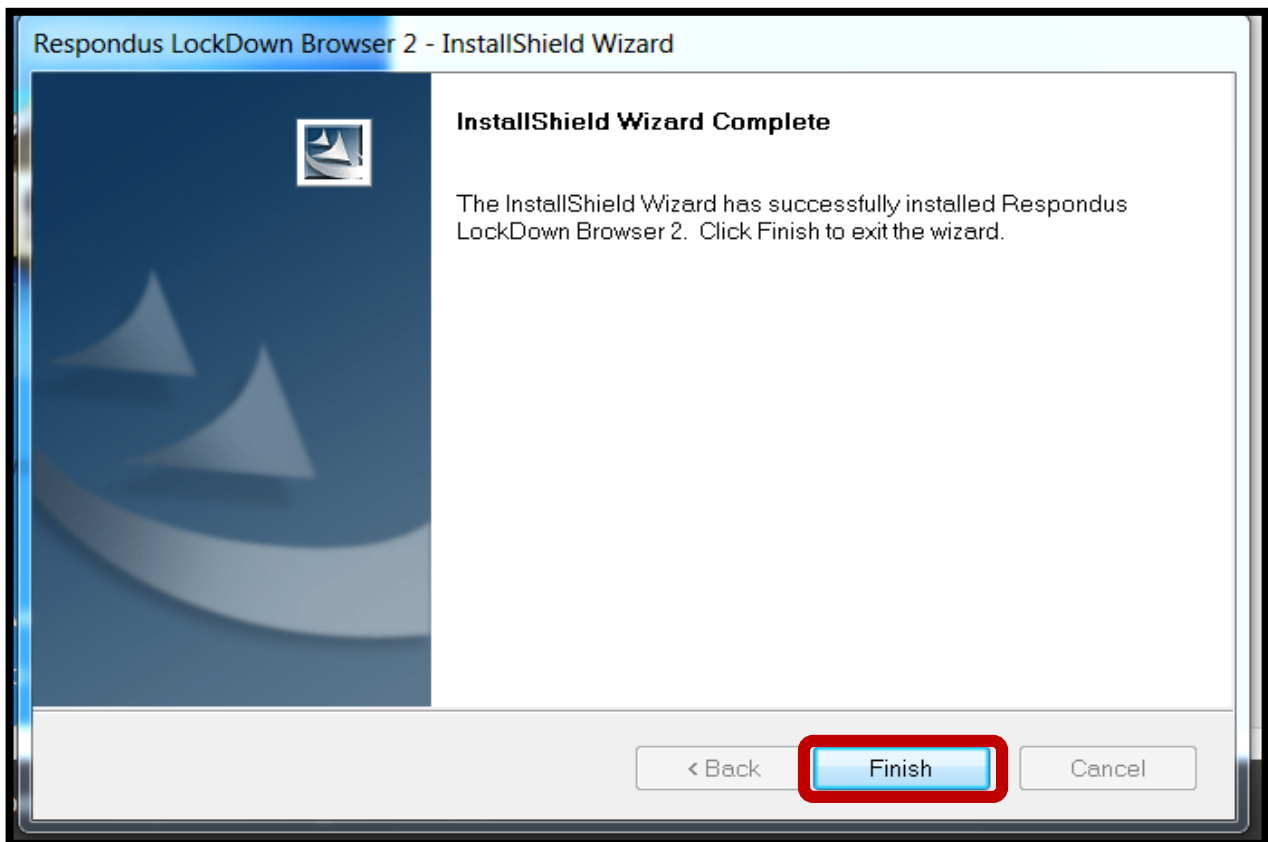 Respondus LockDown Browser 2 - InstallShield Wizard
InstallShield Wizard Complete
The InstallShield Wizard has successfully installed Respondus
LockDown Browser 2.  Click Finish to exit the wizard.
< Back
Finish
Cancel